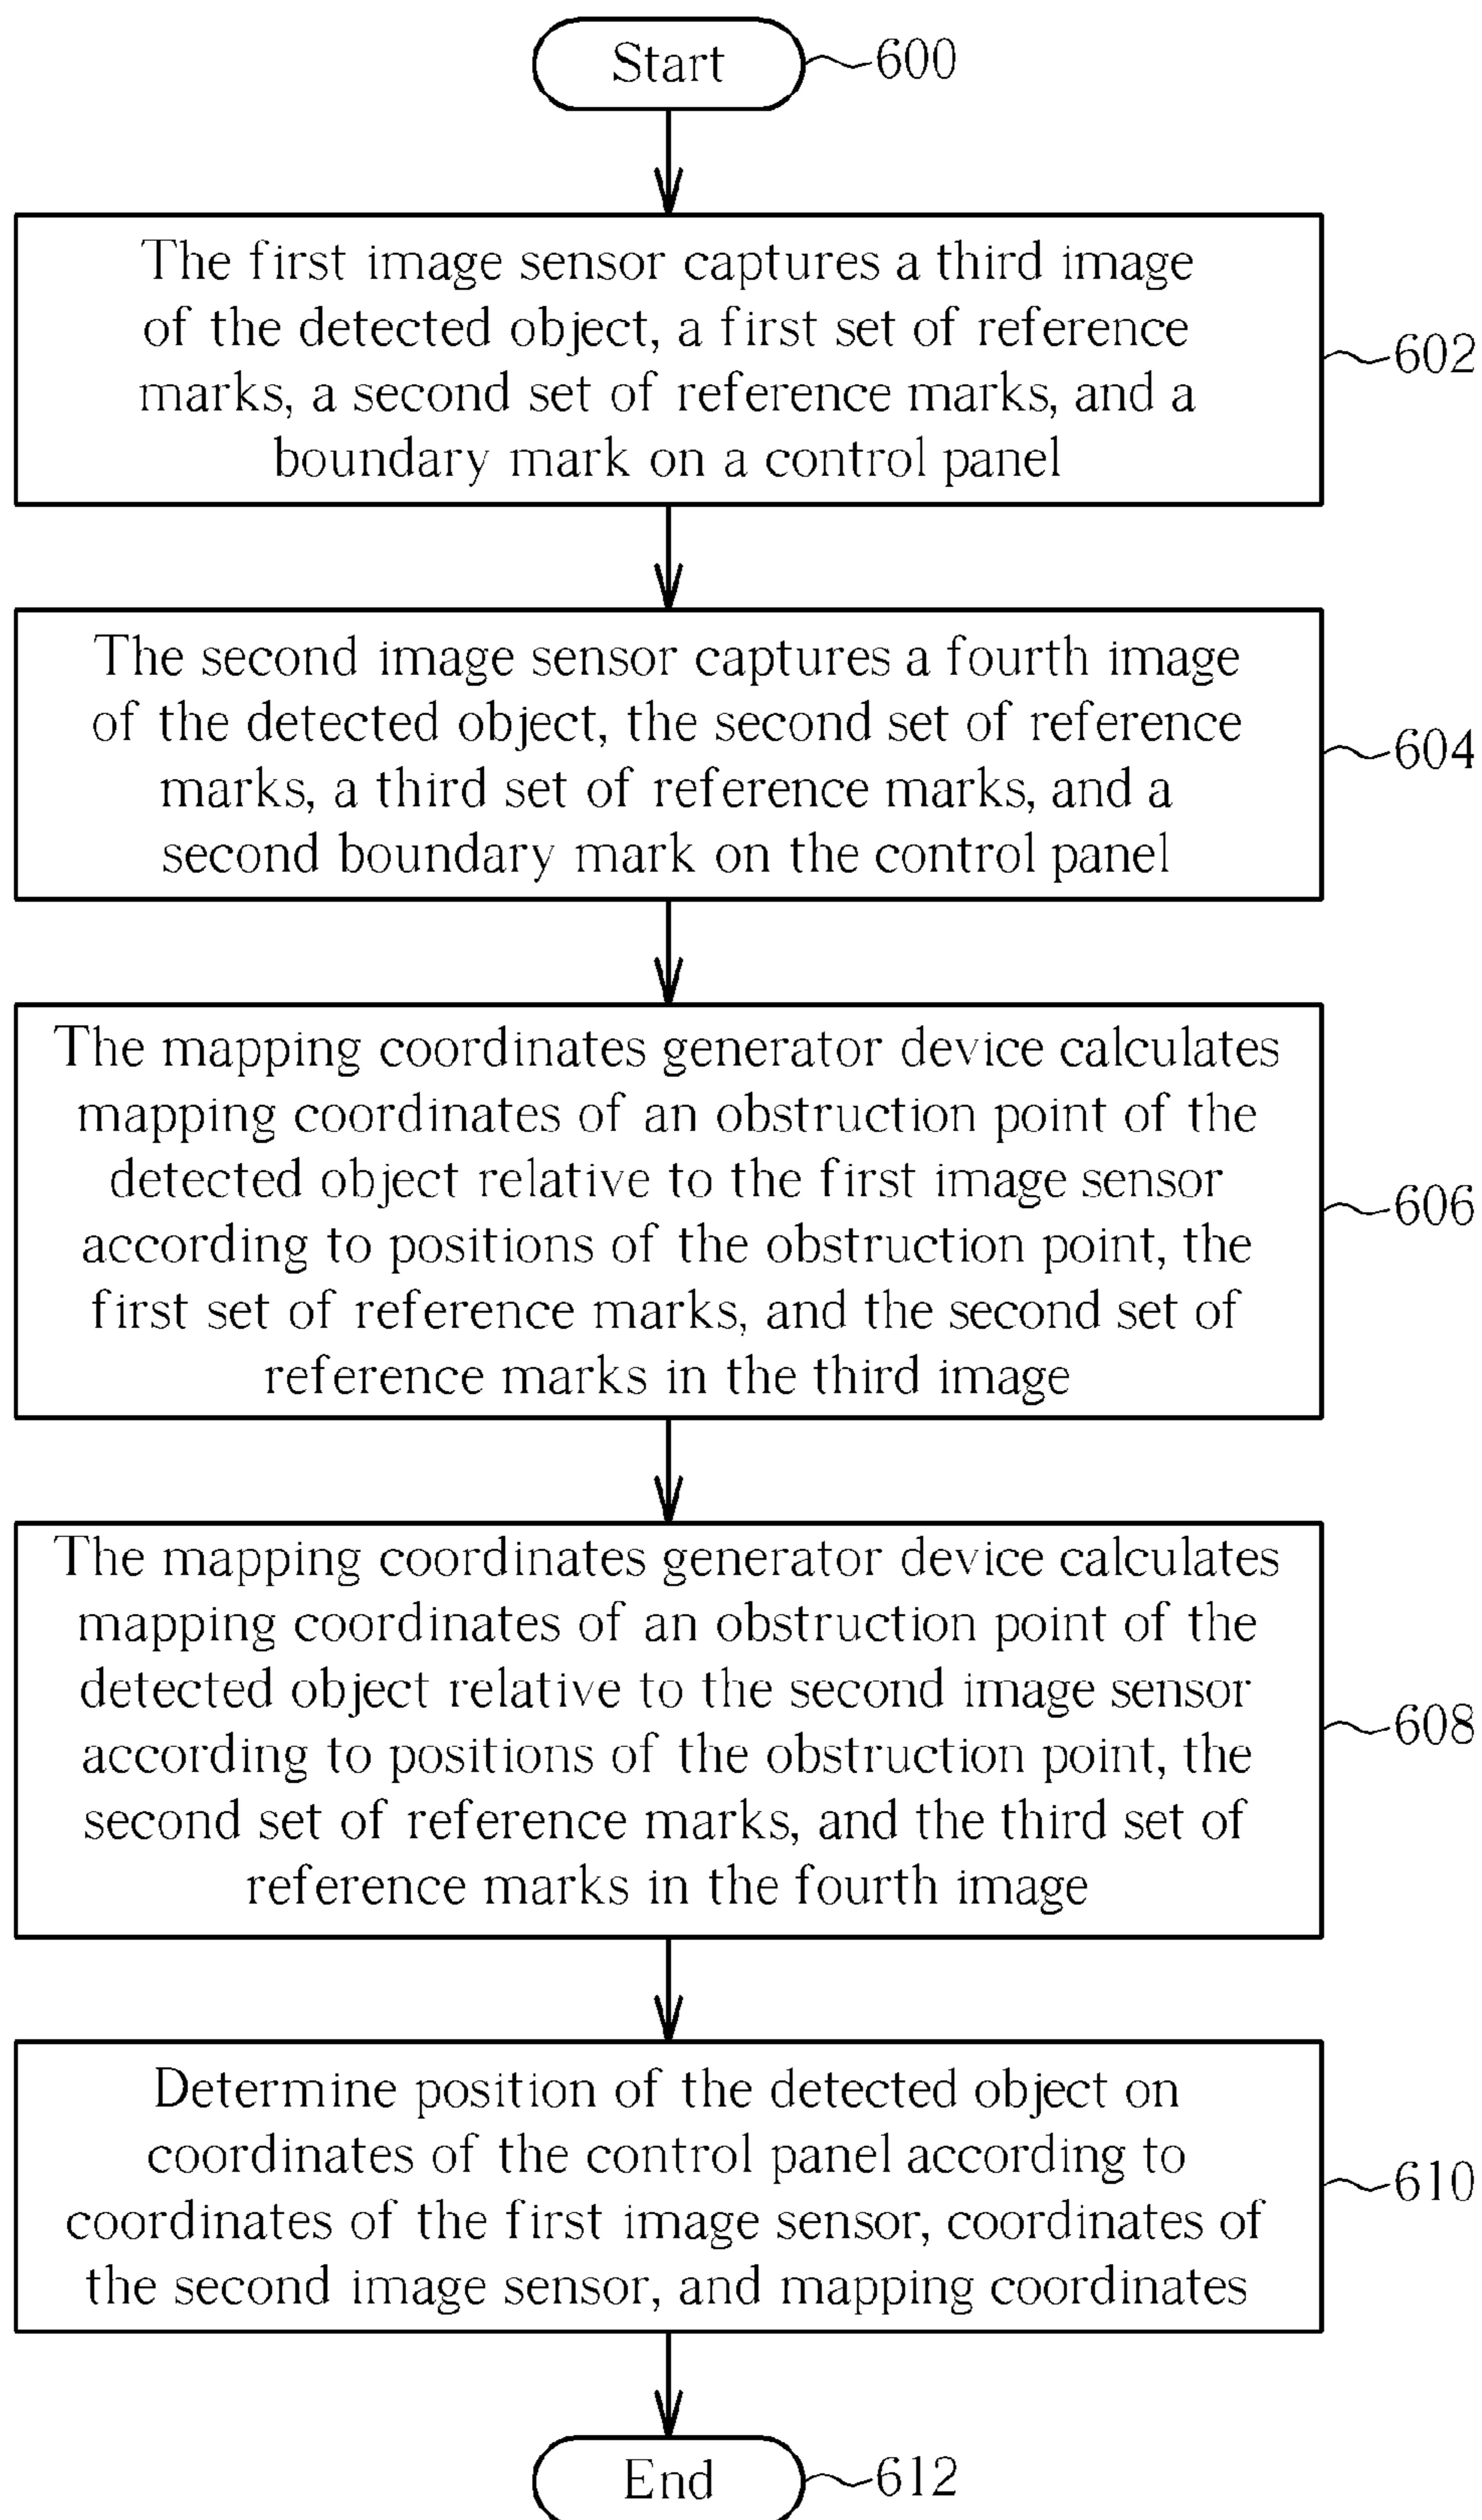 Start
600
The first image sensor captures a third image
of the detected object, a first set of reference
marks, a second set of reference marks, and a
boundary mark on a control panel
602
The second image sensor captures a fourth image
of the detected object, the second set of reference
marks, a third set of reference marks, and a
second boundary mark on the control panel
604
The mapping coordinates generator device calculates
mapping coordinates of an obstruction point of the
detected object relative to the first image sensor
according to positions of the obstruction point, the
first set of reference marks, and the second set of
reference marks in the third image
606
The mapping coordinates generator device calculates
mapping coordinates of an obstruction point of the
detected object relative to the second image sensor
according to positions of the obstruction point, the
second set of reference marks, and the third set of
reference marks in the fourth image
608
Determine position of the detected object on
coordinates of the control panel according to
coordinates of the first image sensor, coordinates of
the second image sensor, and mapping coordinates
610
End
612